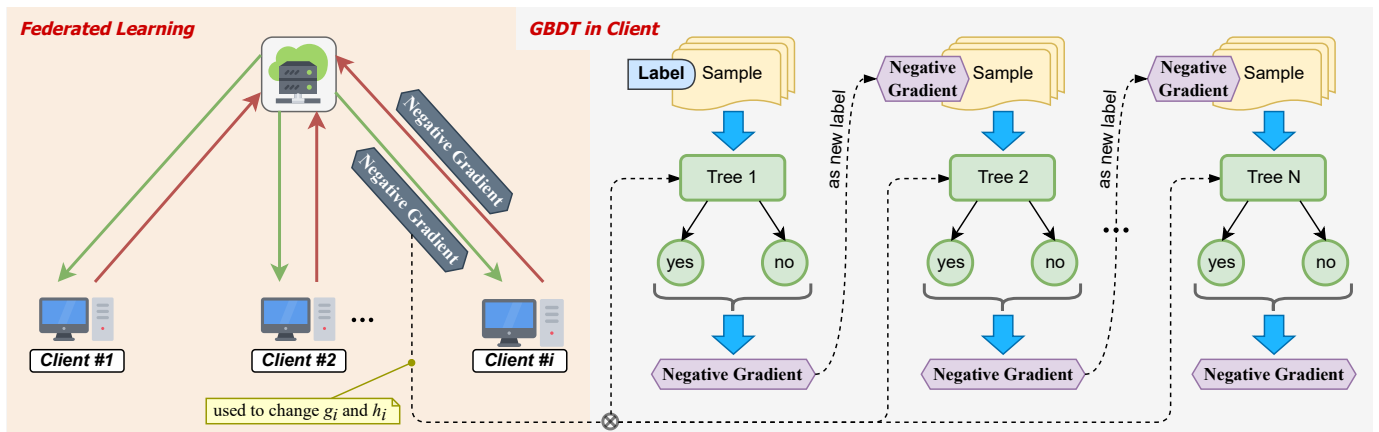 Federated Learning
Negative Gradient
Negative Gradient
Client #1
Client #2
...
Client #i
used to change gᵢ and hᵢ
GBDT in Client
Label
Sample
Tree 1
yes
no
Negative Gradient
as new label
Negative
Gradient
Sample
Tree 2
yes
no
Negative Gradient
as new label
...
Negative
Gradient
Sample
Tree N
yes
no
Negative Gradient